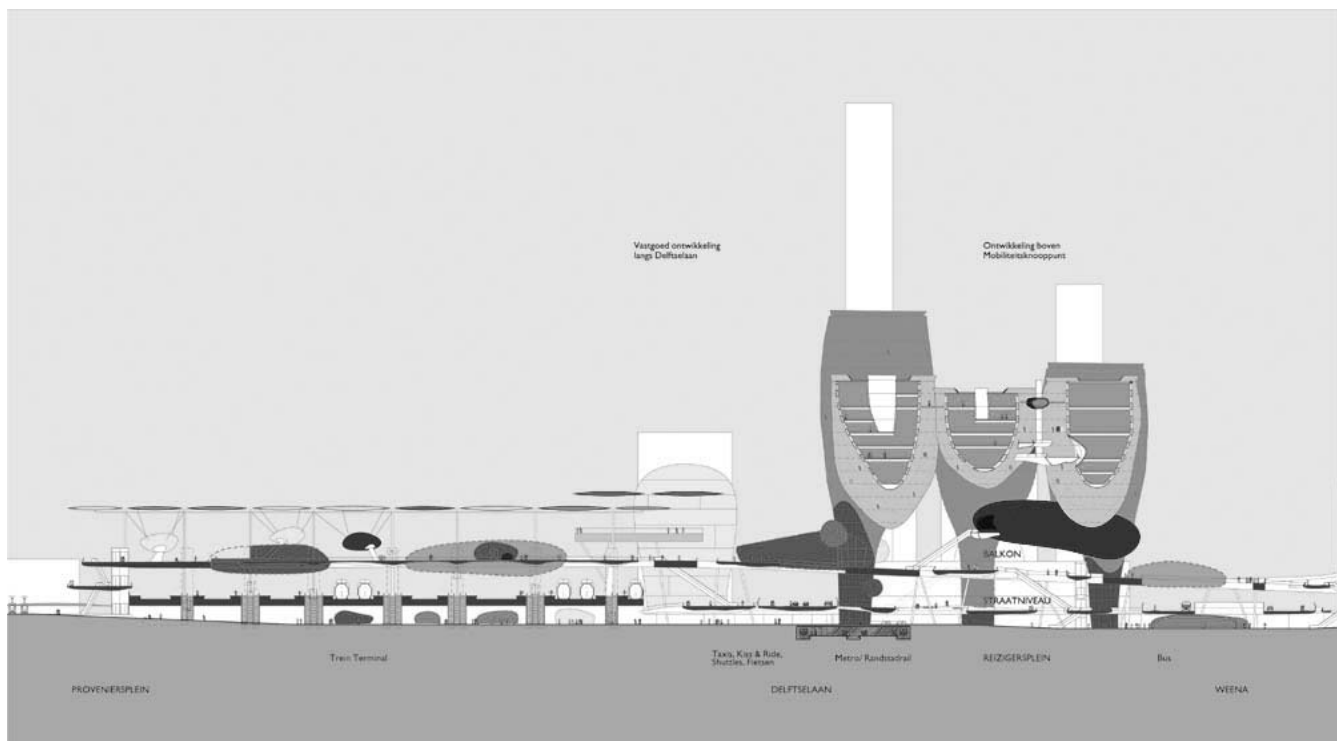 Vastgoed ontwikkeling
langs Delftselaan
Ontwikkeling boven
Mobiliteitsknooppunt
BALKON
STRAATNIVEAU
Trein Terminal
Taxis, Kiss & Ride,
Shuttles, Fietsen
Metro/ Randstadrail
REIZIGERSPLEIN
Bus
PROVENIERSPLEIN
DELFTSELAAN
WEENA